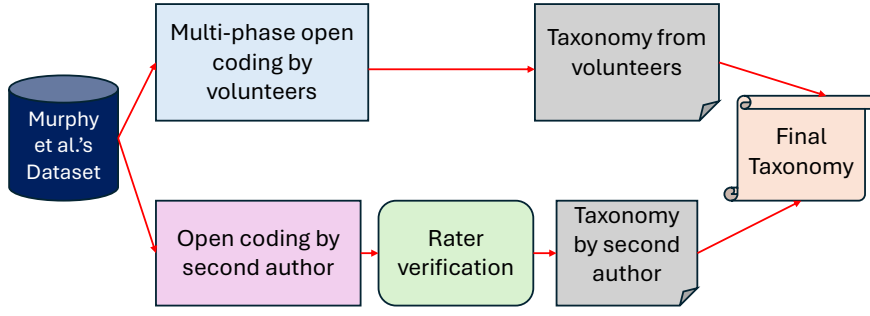 Murphy
et al.'s
Dataset
Multi-phase open
coding by
volunteers
Taxonomy from
volunteers
Open coding by
second author
Rater
verification
Taxonomy
by second
author
Final
Taxonomy